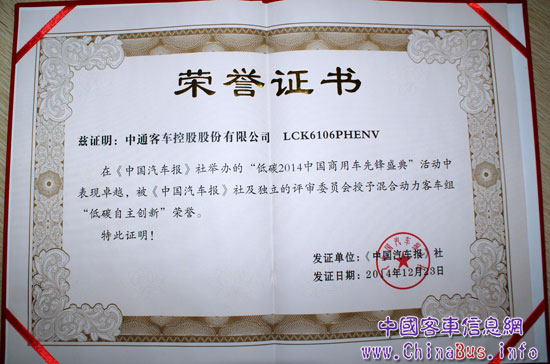 荣誉证书
兹证明：中通客车控股股份有限公司 LCK6106PHENV
在《中国汽车报》社举办的“低碳2014中国商用车先锋盛典”活动中
表现卓越，被《中国汽车报》社及独立的评审委员会授予混合动力客车组
“低碳自主创新”荣誉。
特此证明！
发证单位：《中国汽车报》社
发证日期：2014年12月23日
中國客車信息網
www.ChinaBus.info